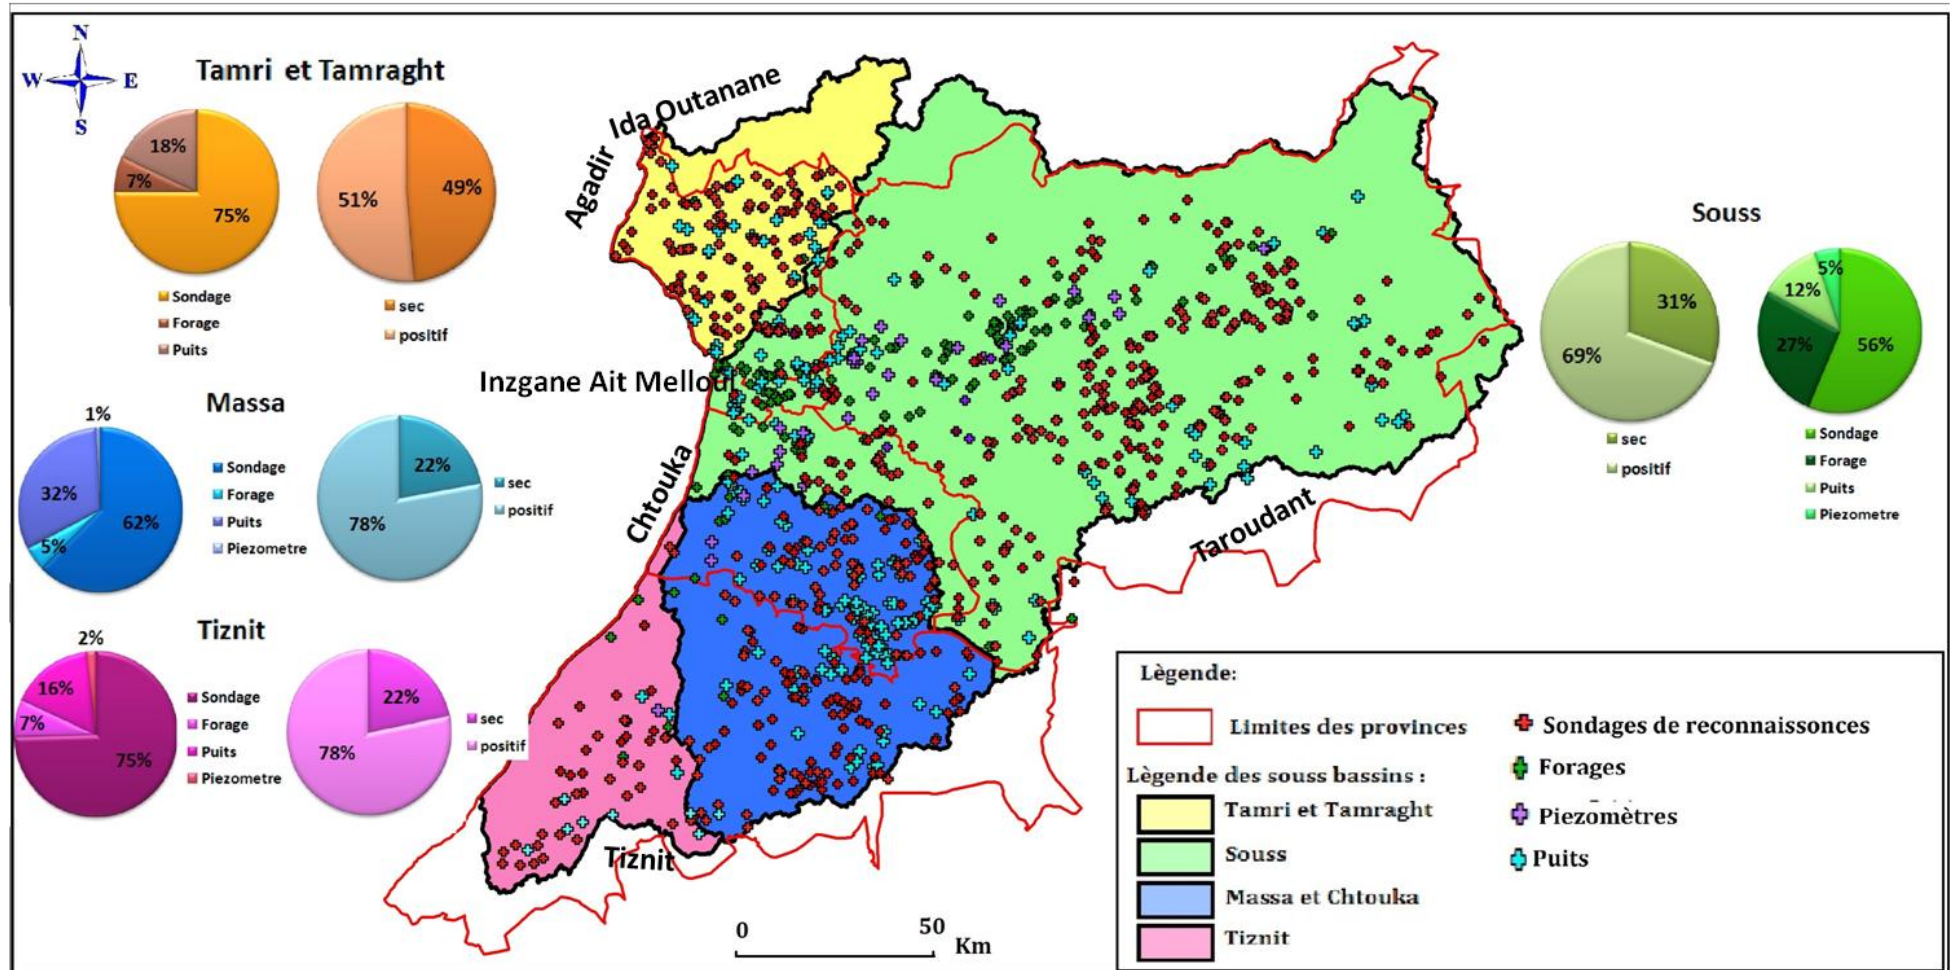 N
W
E
S
Tamri et Tamraght
18%
7%
75%
51%
49%
Sondage
Forage
Puits
sec
positif
Massa
1%
32%
5%
62%
Sondage
Forage
Puits
Piezometre
22%
78%
sec
positif
Tiznit
2%
16%
7%
75%
Sondage
Forage
Puits
Piezometre
22%
78%
sec
positif
Agadir Ida Outanane
Inzgane Ait Melloul
Chtouka
Taroudant
Tiznit
Souss
31%
69%
sec
positif
5%
12%
27%
56%
Sondage
Forage
Puits
Piezometre
0 50 Km
Lègende:
Limites des provinces
Lègende des souss bassins :
Tamri et Tamraght
Souss
Massa et Chtouka
Tiznit
Sondages de reconnaissonces
Forages
Piezomètres
Puits